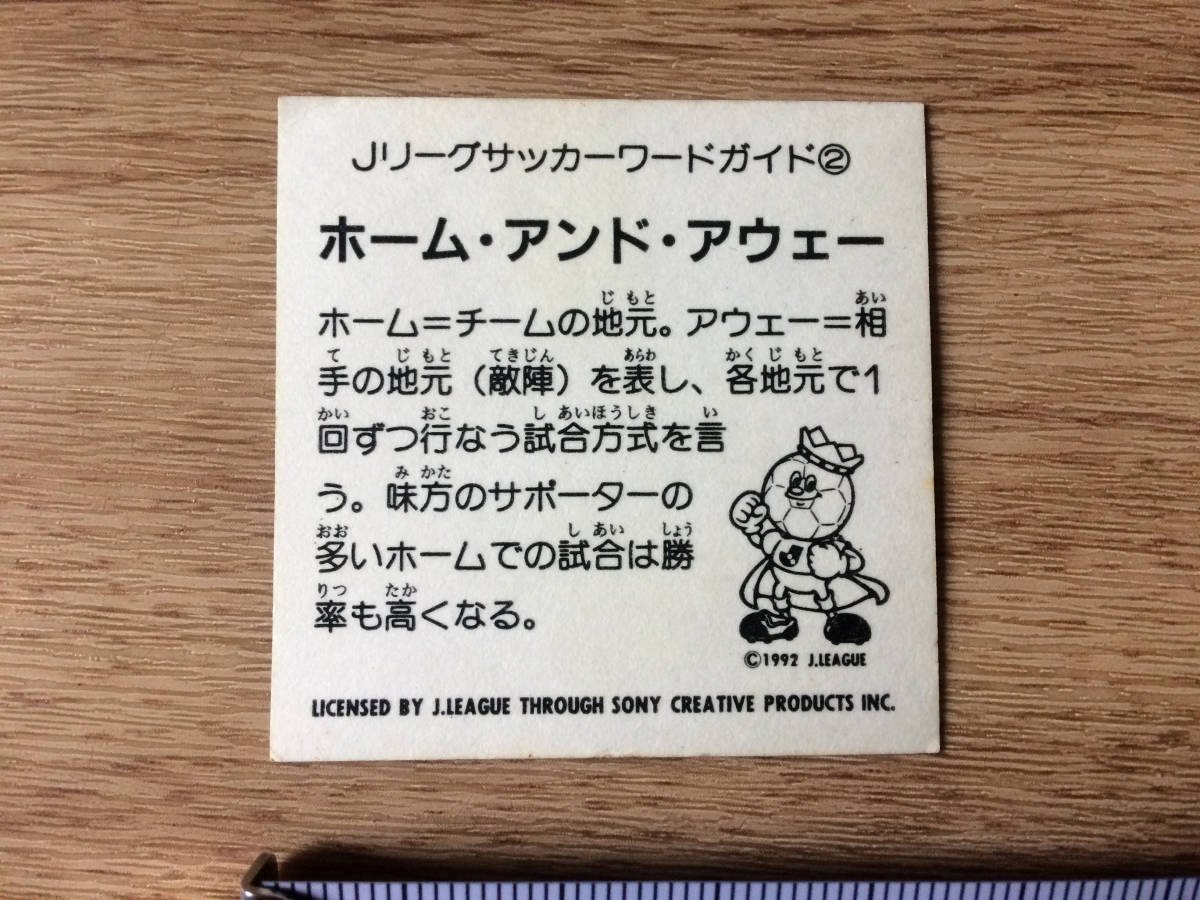 Jリーグサッカーワードガイド②
ホーム・アンド・アウェー
ホーム＝チームの地元。アウェー＝相
手の地元（敵陣）を表し、各地元で1
回ずつ行なう試合方式を言
う。味方のサポーターの
多いホームでの試合は勝
率も高くなる。
©1992 J.LEAGUE
LICENSED BY J.LEAGUE THROUGH SONY CREATIVE PRODUCTS INC.